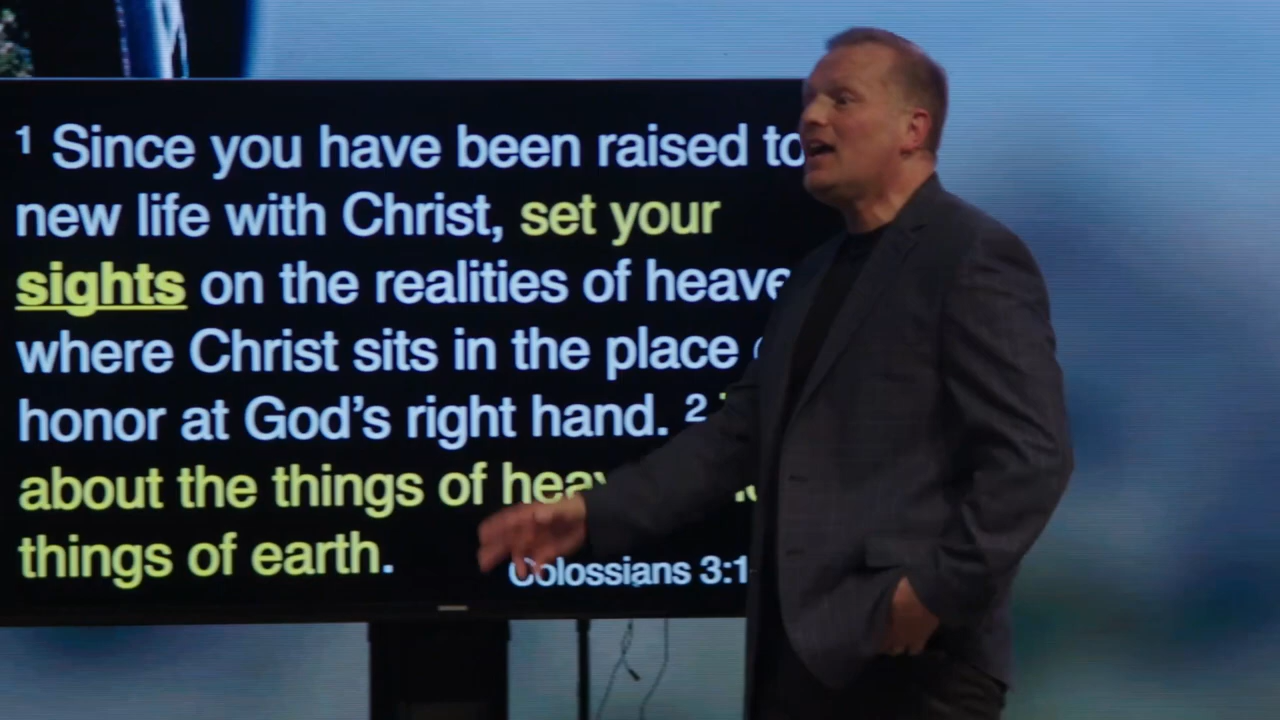 1 Since you have been raised to
new life with Christ, set your
sights on the realities of heave
where Christ sits in the place
honor at God's right hand. 2
about the things of heav
things of earth.
Colossians 3:1